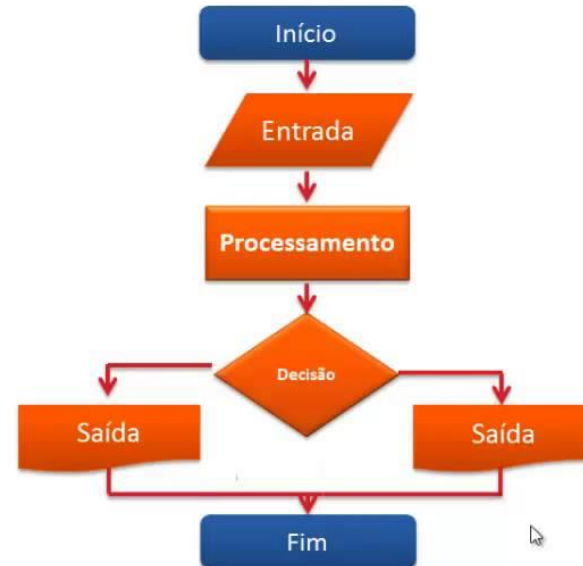 Início
Entrada
Processamento
Decisão
Saída
Saída
Fim